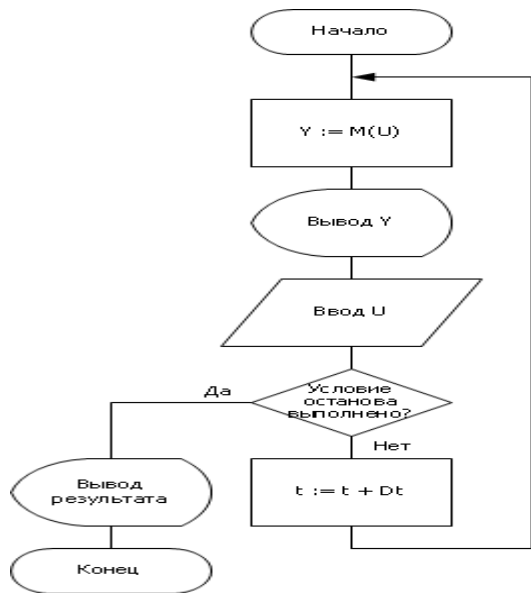 Начало
Y := M(U)
Вывод Y
Ввод U
Условие
останова
выполнено?
Да
Нет
Вывод
результата
t := t + Dt
Конец